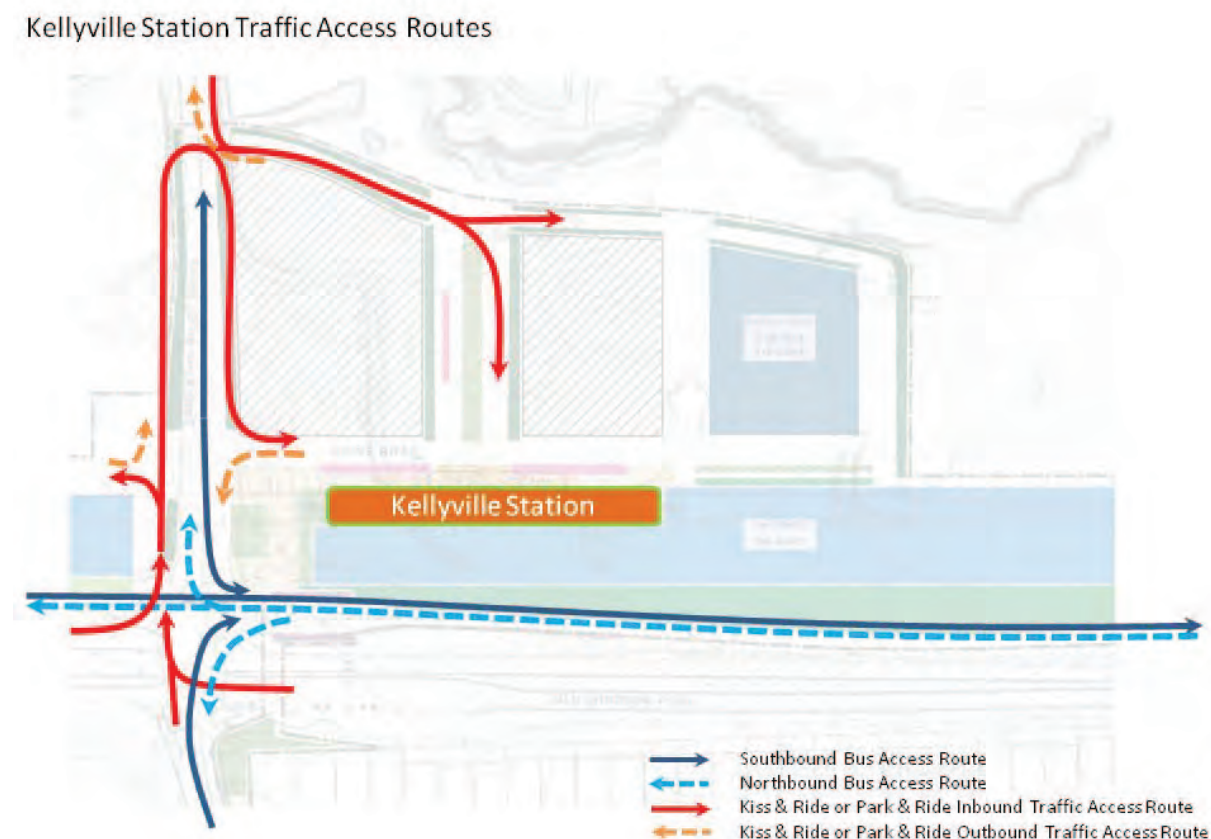 Kellyville Station Traffic Access Routes
Kellyville Station
Southbound Bus Access Route
Northbound Bus Access Route
Kiss & Ride or Park & Ride Inbound Traffic Access Route
Kiss & Ride or Park & Ride Outbound Traffic Access Route